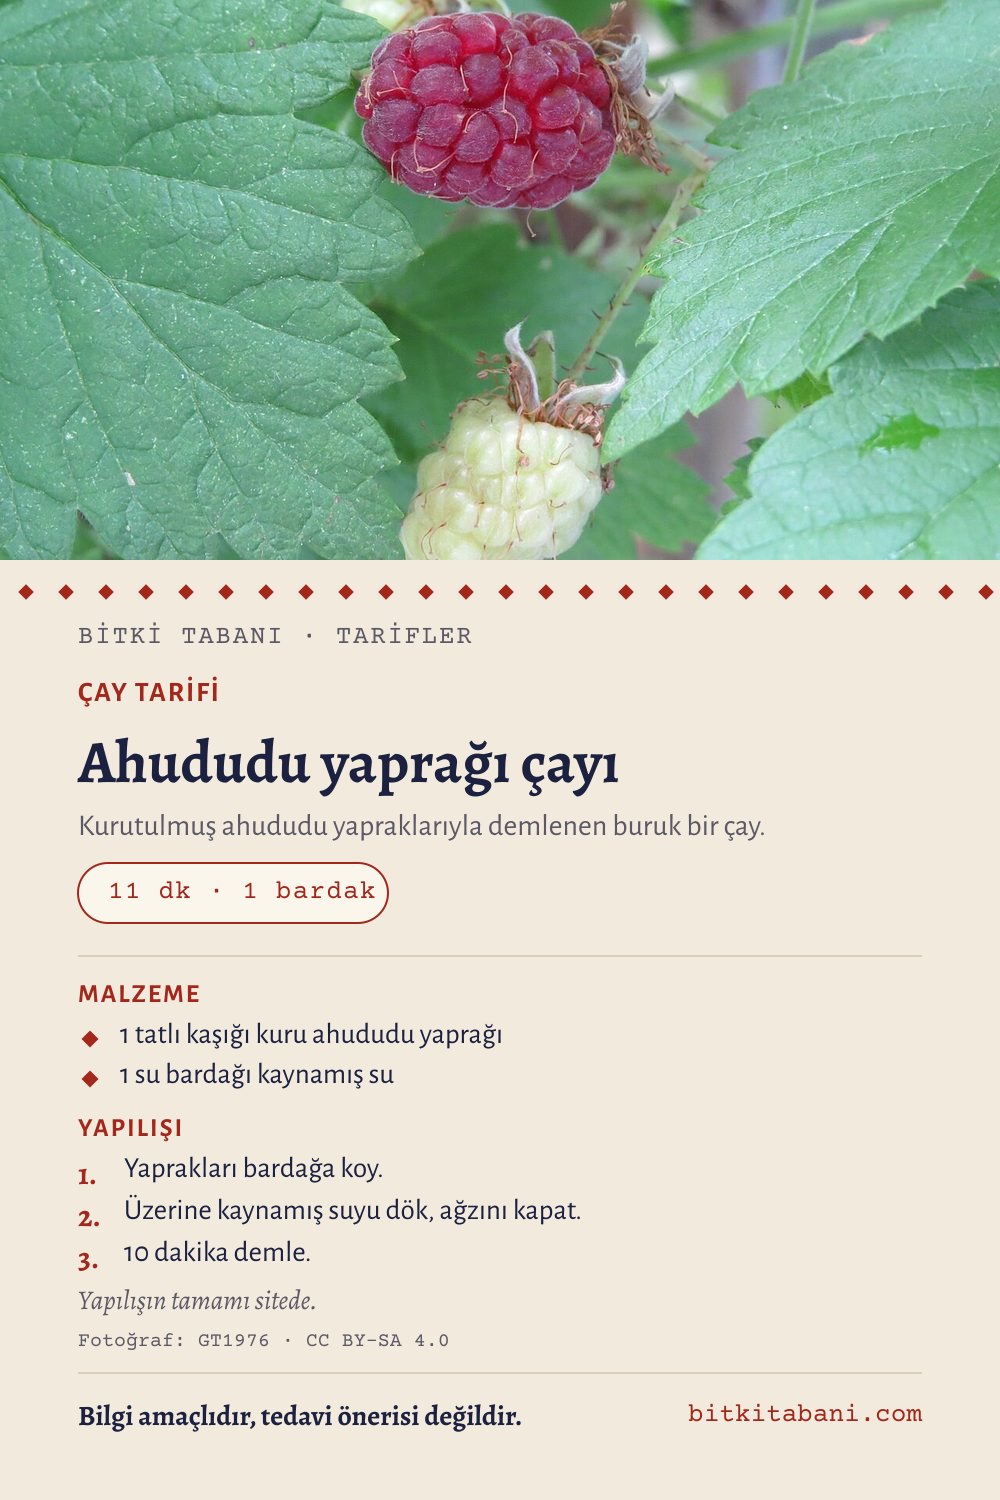 BİTKİ TABANI · TARİFLER
ÇAY TARİFİ
Ahududu yaprağı çayı
Kurutulmuş ahududu yapraklarıyla demlenen buruk bir çay.
11 dk · 1 bardak
MALZEME
1 tatlı kaşığı kuru ahududu yaprağı
1 su bardağı kaynamış su
YAPILIŞI
1. Yaprakları bardağa koy.
2. Üzerine kaynamış suyu dök, ağzını kapat.
3. 10 dakika demle.
Yapılışın tamamı sitede.
Fotoğraf: GT1976 · CC BY-SA 4.0
Bilgi amaçlıdır, tedavi önerisi değildir. bitkitabani.com